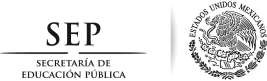 SEP
SECRETARÍA DE
EDUCACIÓN PÚBLICA
ESTADOS UNIDOS MEXICANOS